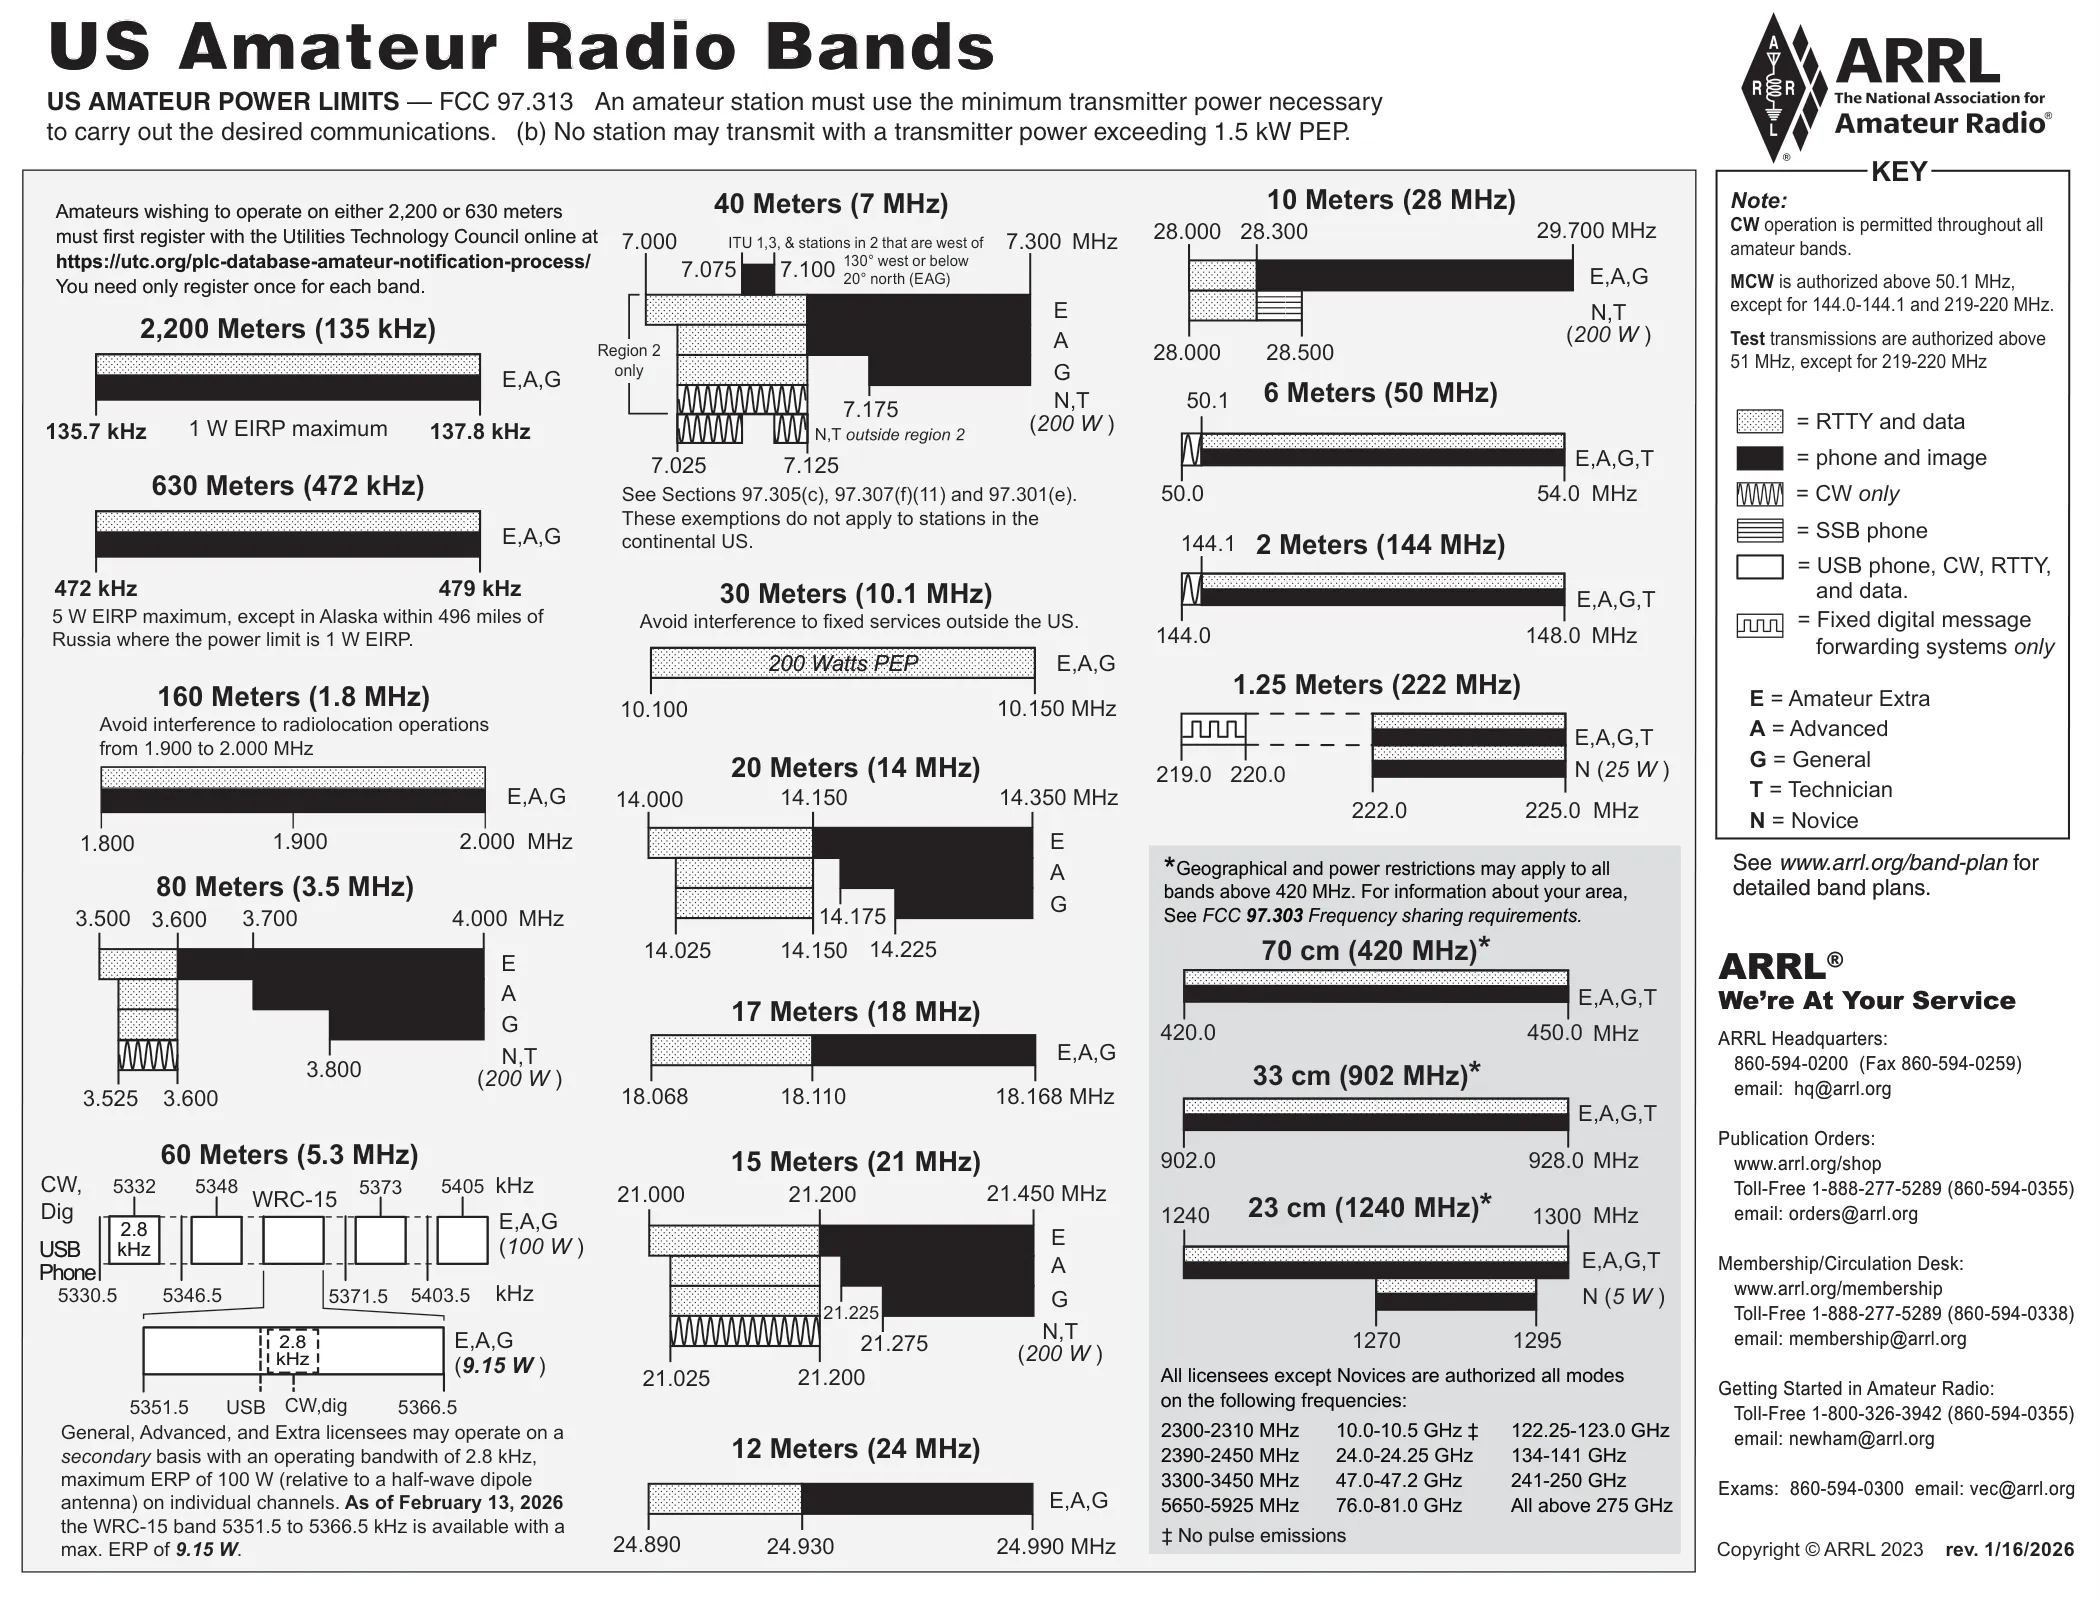 US Amateur Radio Bands
US AMATEUR POWER LIMITS — FCC 97.313 An amateur station must use the minimum transmitter power necessary
to carry out the desired communications. (b) No station may transmit with a transmitter power exceeding 1.5 kW PEP.
A
R R
L
®
ARRL
The National Association for
Amateur Radio®
Amateurs wishing to operate on either 2,200 or 630 meters
must first register with the Utilities Technology Council online at
https://utc.org/plc-database-amateur-notification-process/
You need only register once for each band.
2,200 Meters (135 kHz)
E,A,G
135.7 kHz 1 W EIRP maximum 137.8 kHz
630 Meters (472 kHz)
E,A,G
472 kHz 479 kHz
5 W EIRP maximum, except in Alaska within 496 miles of
Russia where the power limit is 1 W EIRP.
160 Meters (1.8 MHz)
Avoid interference to radiolocation operations
from 1.900 to 2.000 MHz
E,A,G
1.800 1.900 2.000 MHz
80 Meters (3.5 MHz)
3.500 3.600 3.700 4.000 MHz
E
A
G
N,T
(200 W )
3.800
3.525 3.600
60 Meters (5.3 MHz)
CW,
Dig
5332 5348 WRC-15 5373 5405 kHz
2.8
kHz
E,A,G
(100 W )
USB
Phone
5330.5 5346.5 5371.5 5403.5 kHz
2.8
kHz
E,A,G
(9.15 W )
5351.5 USB CW,dig 5366.5
General, Advanced, and Extra licensees may operate on a
secondary basis with an operating bandwith of 2.8 kHz,
maximum ERP of 100 W (relative to a half-wave dipole
antenna) on individual channels. As of February 13, 2026
the WRC-15 band 5351.5 to 5366.5 kHz is available with a
max. ERP of 9.15 W.
40 Meters (7 MHz)
7.000 7.300 MHz
ITU 1,3, & stations in 2 that are west of
130° west or below
20° north (EAG)
7.075 7.100
Region 2
only
E
A
G
N,T
(200 W )
7.175
N,T outside region 2
7.025 7.125
See Sections 97.305(c), 97.307(f)(11) and 97.301(e).
These exemptions do not apply to stations in the
continental US.
30 Meters (10.1 MHz)
Avoid interference to fixed services outside the US.
200 Watts PEP
E,A,G
10.100 10.150 MHz
20 Meters (14 MHz)
14.000 14.150 14.350 MHz
E
A
G
14.175
14.025 14.150 14.225
17 Meters (18 MHz)
E,A,G
18.068 18.110 18.168 MHz
15 Meters (21 MHz)
21.000 21.200 21.450 MHz
E
A
G
N,T
(200 W )
21.225
21.275
21.025 21.200
12 Meters (24 MHz)
E,A,G
24.890 24.930 24.990 MHz
10 Meters (28 MHz)
28.000 28.300 29.700 MHz
E,A,G
N,T
(200 W )
28.000 28.500
6 Meters (50 MHz)
50.1
E,A,G,T
50.0 54.0 MHz
2 Meters (144 MHz)
144.1
E,A,G,T
144.0 148.0 MHz
1.25 Meters (222 MHz)
E,A,G,T
N (25 W )
219.0 220.0
222.0 225.0 MHz
*Geographical and power restrictions may apply to all
bands above 420 MHz. For information about your area,
See FCC 97.303 Frequency sharing requirements.
70 cm (420 MHz)*
E,A,G,T
420.0 450.0 MHz
33 cm (902 MHz)*
E,A,G,T
902.0 928.0 MHz
23 cm (1240 MHz)*
1240 1300 MHz
E,A,G,T
N (5 W )
1270 1295
All licensees except Novices are authorized all modes
on the following frequencies:
2300-2310 MHz 10.0-10.5 GHz ‡ 122.25-123.0 GHz
2390-2450 MHz 24.0-24.25 GHz 134-141 GHz
3300-3450 MHz 47.0-47.2 GHz 241-250 GHz
5650-5925 MHz 76.0-81.0 GHz All above 275 GHz
‡ No pulse emissions
KEY
Note:
CW operation is permitted throughout all
amateur bands.
MCW is authorized above 50.1 MHz,
except for 144.0-144.1 and 219-220 MHz.
Test transmissions are authorized above
51 MHz, except for 219-220 MHz
= RTTY and data
= phone and image
= CW only
= SSB phone
= USB phone, CW, RTTY,
and data.
= Fixed digital message
forwarding systems only
E = Amateur Extra
A = Advanced
G = General
T = Technician
N = Novice
See www.arrl.org/band-plan for
detailed band plans.
ARRL®
We're At Your Service
ARRL Headquarters:
860-594-0200 (Fax 860-594-0259)
email: hq@arrl.org
Publication Orders:
www.arrl.org/shop
Toll-Free 1-888-277-5289 (860-594-0355)
email: orders@arrl.org
Membership/Circulation Desk:
www.arrl.org/membership
Toll-Free 1-888-277-5289 (860-594-0338)
email: membership@arrl.org
Getting Started in Amateur Radio:
Toll-Free 1-800-326-3942 (860-594-0355)
email: newham@arrl.org
Exams: 860-594-0300 email: vec@arrl.org
Copyright © ARRL 2023 rev. 1/16/2026